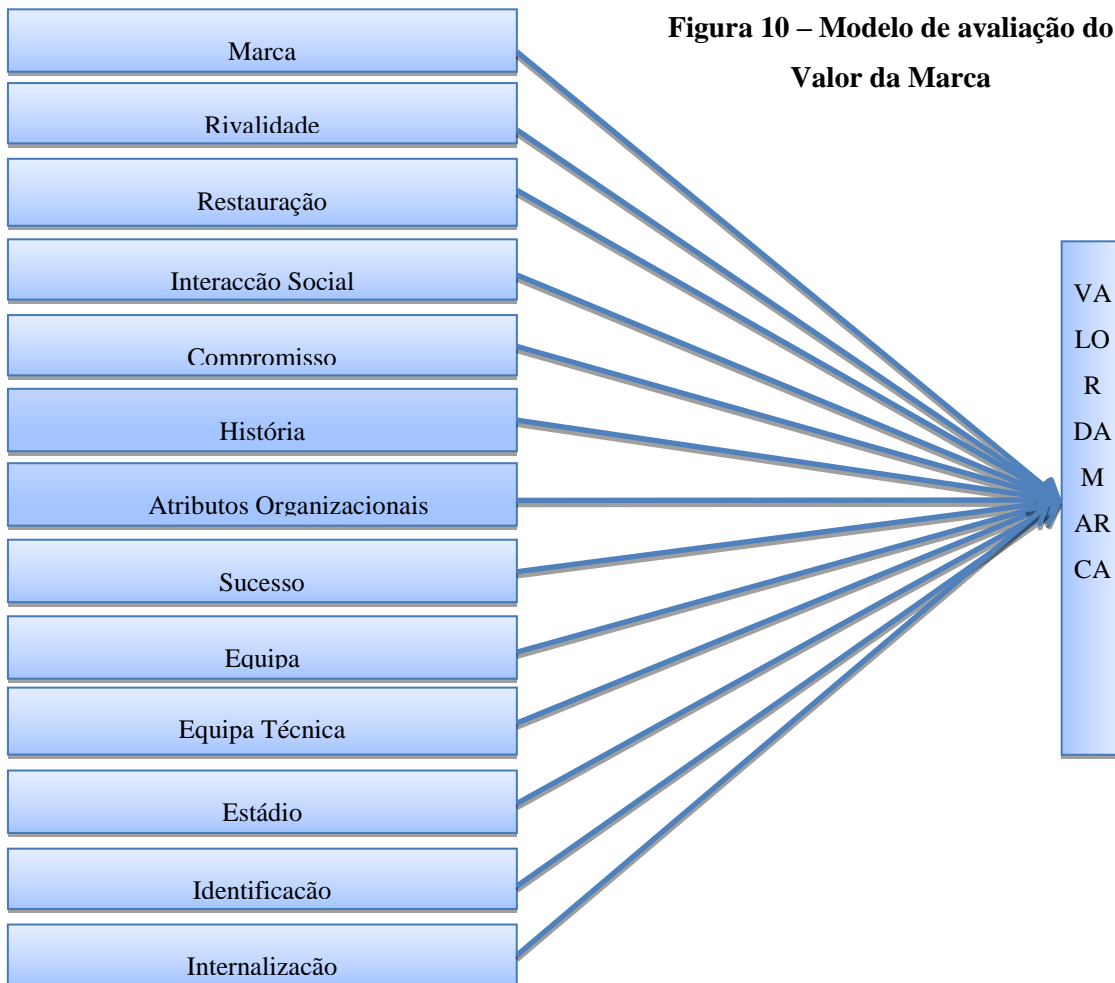 Figura 10 – Modelo de avaliação do
Valor da Marca
Marca
Rivalidade
Restauração
Interacção Social
Compromisso
História
Atributos Organizacionais
Sucesso
Equipa
Equipa Técnica
Estádio
Identificacão
Internalizacão
VA
LO
R
DA
M
AR
CA